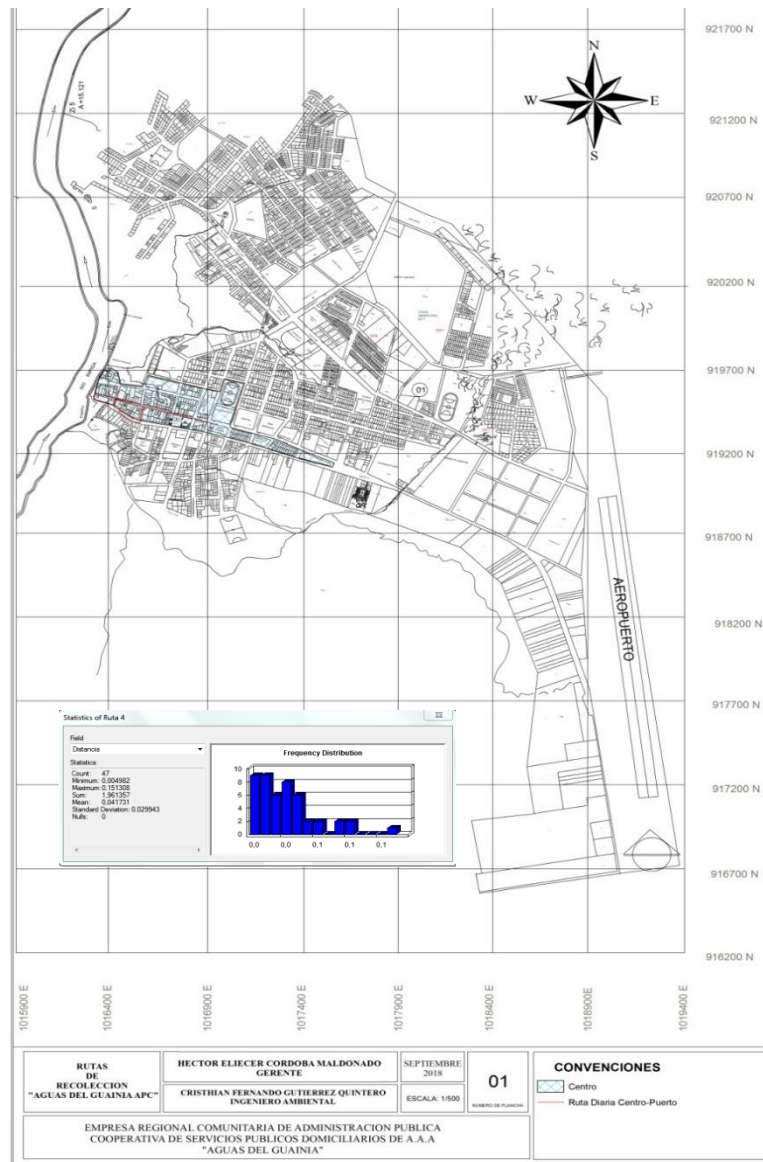 921700 N
N
W
E
S
921200 N
920700 N
920200 N
919700 N
01
919200 N
918700 N
AEROPUERTO
918200 N
917700 N
917200 N
916700 N
916200 N
Statistics of Ruta 4
Field
Distancia
Statistics:
Count: 47
Minimum: 0,004982
Maximum: 0,151308
Sum: 1,961357
Mean: 0,041731
Standard Deviation: 0,029943
Nulls: 0
Frequency Distribution
10
8
6
4
2
0
0,0 0,0 0,1 0,1 0,1
1015900 E
1016400 E
1016900 E
1017400 E
1017900 E
1018400 E
1018900 E
1019400 E
RUTAS
DE
RECOLECCION
"AGUAS DEL GUAINIA APC"
HECTOR ELIECER CORDOBA MALDONADO
GERENTE
CRISTHIAN FERNANDO GUTIERREZ QUINTERO
INGENIERO AMBIENTAL
SEPTIEMBRE
2018
ESCALA: 1/500
01
NUMERO DE PLANCHA
EMPRESA REGIONAL COMUNITARIA DE ADMINISTRACION PUBLICA
COOPERATIVA DE SERVICIOS PUBLICOS DOMICILIARIOS DE A.A.A
"AGUAS DEL GUAINIA"
CONVENCIONES
Centro
Ruta Diaria Centro-Puerto